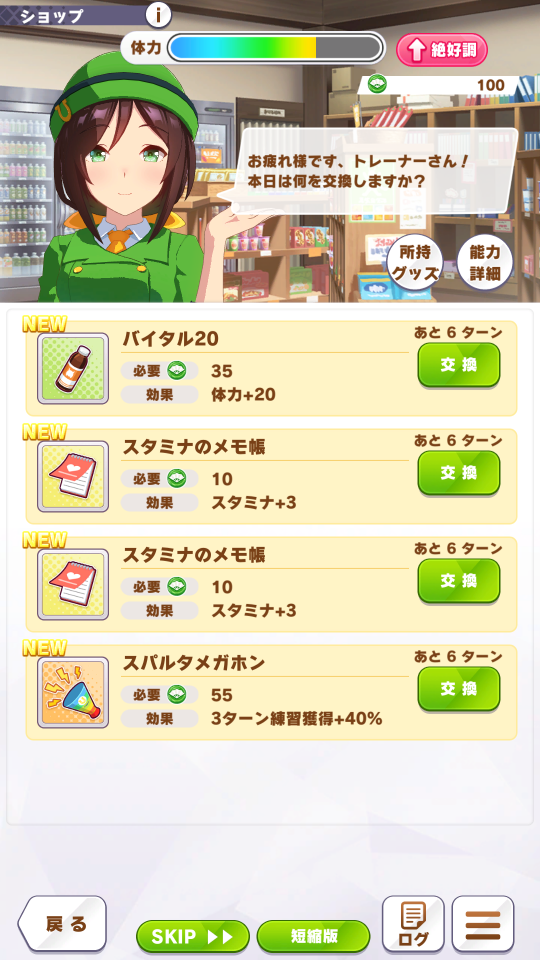 ショップ
i
体力
絶好調
100
お疲れ様です、トレーナーさん！
本日は何を交換しますか？
所持
グッズ
能力
詳細
NEW
バイタル20
あと 6 ターン
必要 35
交換
効果 体力+20
NEW
スタミナのメモ帳
あと 6 ターン
必要 10
交換
効果 スタミナ+3
NEW
スタミナのメモ帳
あと 6 ターン
必要 10
交換
効果 スタミナ+3
NEW
スパルタメガホン
あと 6 ターン
必要 55
交換
効果 3ターン練習獲得+40%
戻る
SKIP
短縮版
ログ